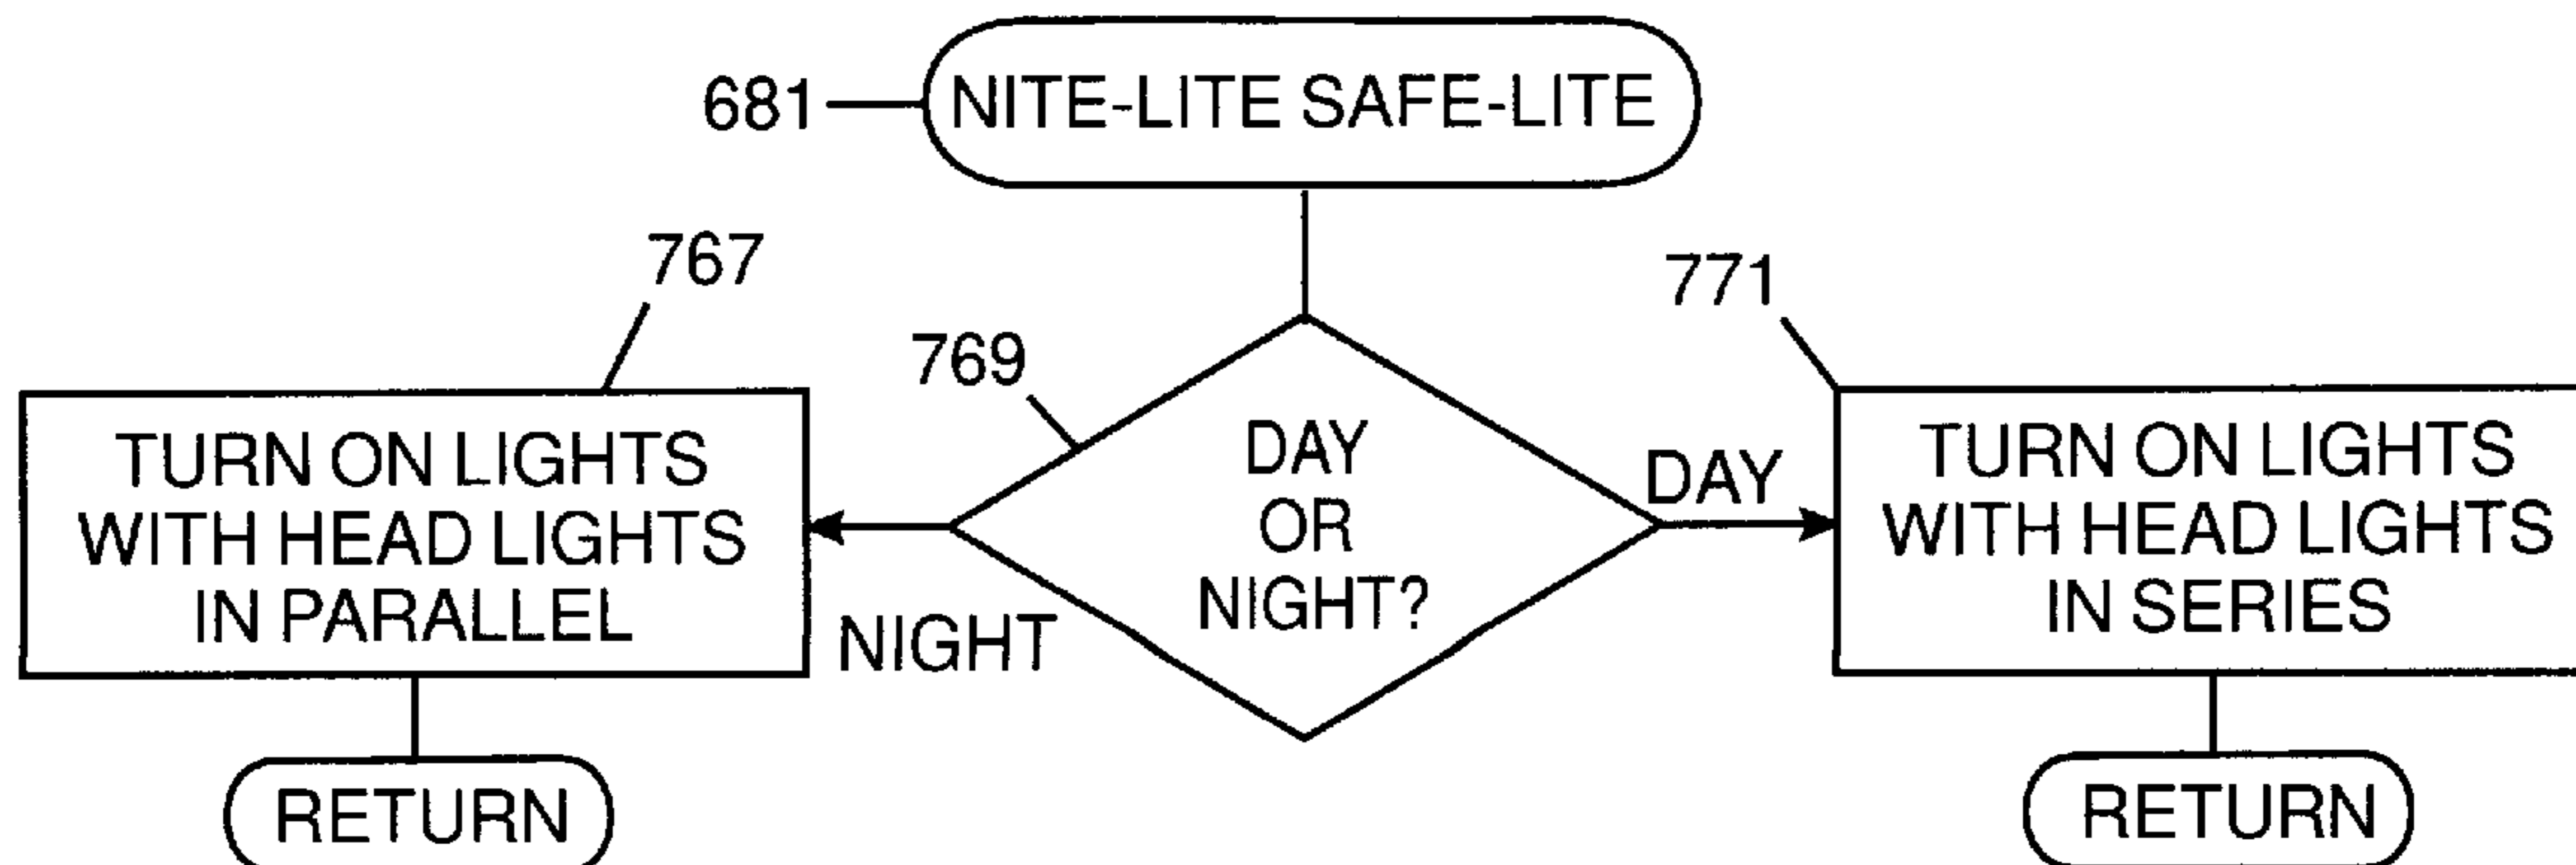 681
NITE-LITE SAFE-LITE
767
769
771
TURN ON LIGHTS
WITH HEAD LIGHTS
IN PARALLEL
NIGHT
DAY
OR
NIGHT?
DAY
TURN ON LIGHTS
WITH HEAD LIGHTS
IN SERIES
RETURN
RETURN